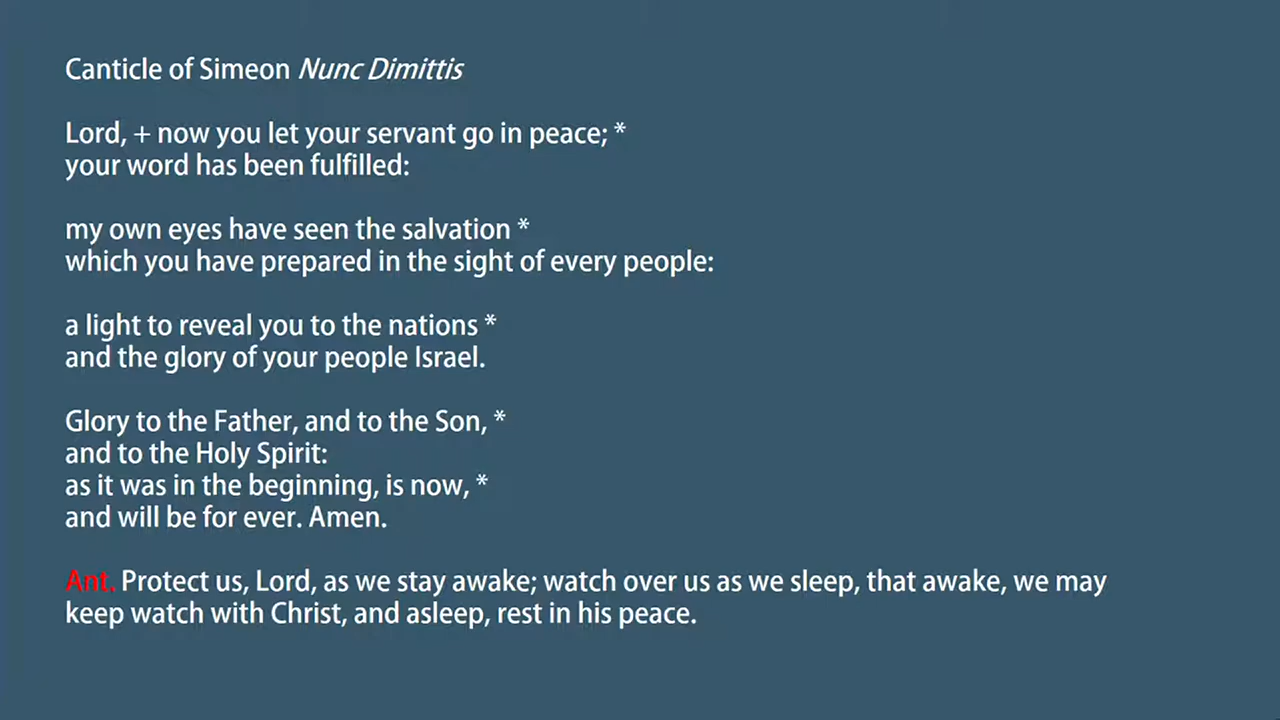 Canticle of Simeon Nunc Dimittis
Lord, + now you let your servant go in peace; *
your word has been fulfilled:
my own eyes have seen the salvation *
which you have prepared in the sight of every people:
a light to reveal you to the nations *
and the glory of your people Israel.
Glory to the Father, and to the Son, *
and to the Holy Spirit:
as it was in the beginning, is now, *
and will be for ever. Amen.
Ant. Protect us, Lord, as we stay awake; watch over us as we sleep, that awake, we may
keep watch with Christ, and asleep, rest in his peace.